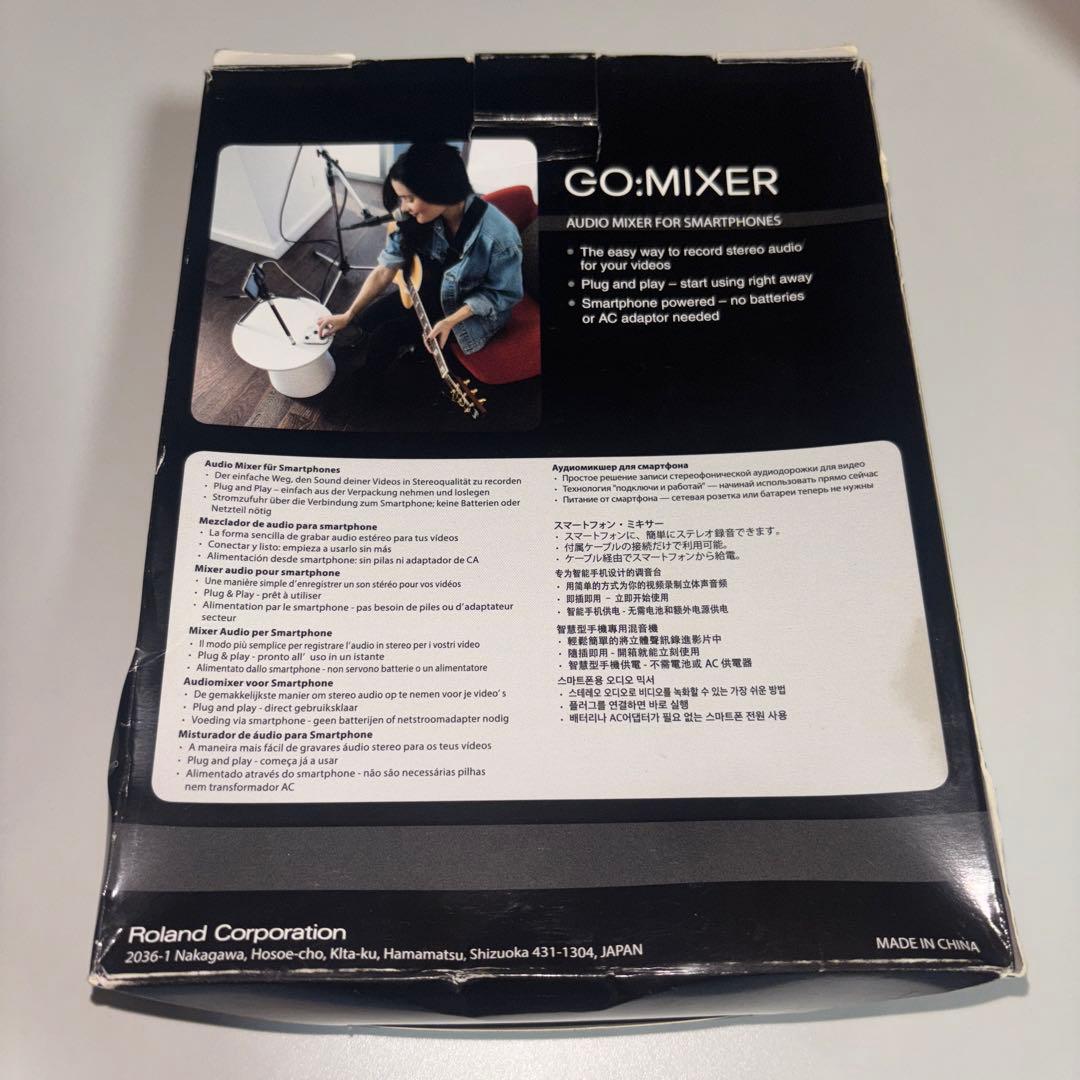 GO:MIXER
AUDIO MIXER FOR SMARTPHONES
• The easy way to record stereo audio
for your videos
• Plug and play – start using right away
• Smartphone powered – no batteries
or AC adaptor needed
Audio Mixer für Smartphones
· Der einfache Weg, den Sound deiner Videos in Stereoqualität zu recorden
· Plug and Play – einfach aus der Verpackung nehmen und loslegen
· Stromzufuhr über die Verbindung zum Smartphone; keine Batterien oder
Netzteil nötig
Mezclador de audio para smartphone
· La forma sencilla de grabar audio estéreo para tus vídeos
· Conectar y listo: empieza a usarlo sin más
· Alimentación desde smartphone: sin pilas ni adaptador de CA
Mixer audio pour smartphone
· Une manière simple d'enregistrer un son stéréo pour vos vidéos
· Plug & Play - prêt à utiliser
· Alimentation par le smartphone - pas besoin de piles ou d'adaptateur
secteur
Mixer Audio per Smartphone
· Il modo più semplice per registrare l'audio in stereo per i vostri video
· Plug & play - pronto all' uso in un istante
· Alimentato dallo smartphone - non servono batterie o un alimentatore
Audiomixer voor Smartphone
· De gemakkelijkste manier om stereo audio op te nemen voor je video's
· Plug and play - direct gebruiksklaar
· Voeding via smartphone - geen batterijen of netstroomadapter nodig
Misturador de áudio para Smartphone
· A maneira mais fácil de gravares áudio stereo para os teus vídeos
· Plug and play - começa já a usar
· Alimentado através do smartphone - não são necessárias pilhas
nem transformador AC
Аудиомикшер для смартфона
· Простое решение записи стереофонической аудиодорожки для видео
· Технология "подключи и работай" — начинай использовать прямо сейчас
· Питание от смартфона — сетевая розетка или батареи теперь не нужны
スマートフォン・ミキサー
・ スマートフォンに、簡単にステレオ録音できます。
・ 付属ケーブルの接続だけで利用可能。
・ ケーブル経由でスマートフォンから給電。
专为智能手机设计的调音台
· 用简单的方式为你的视频录制立体声音频
· 即插即用 – 立即开始使用
· 智能手机供电 - 无需电池和额外电源供电
智慧型手機專用混音機
· 輕鬆簡單的將立體聲訊錄進影片中
· 隨插即用 - 開箱就能立刻使用
· 智慧型手機供電 - 不需電池或 AC 供電器
스마트폰용 오디오 믹서
· 스테레오 오디오로 비디오를 녹화할 수 있는 가장 쉬운 방법
· 플러그를 연결하면 바로 실행
· 배터리나 AC어댑터가 필요 없는 스마트폰 전원 사용
Roland Corporation
2036-1 Nakagawa, Hosoe-cho, KIta-ku, Hamamatsu, Shizuoka 431-1304, JAPAN
MADE IN CHINA